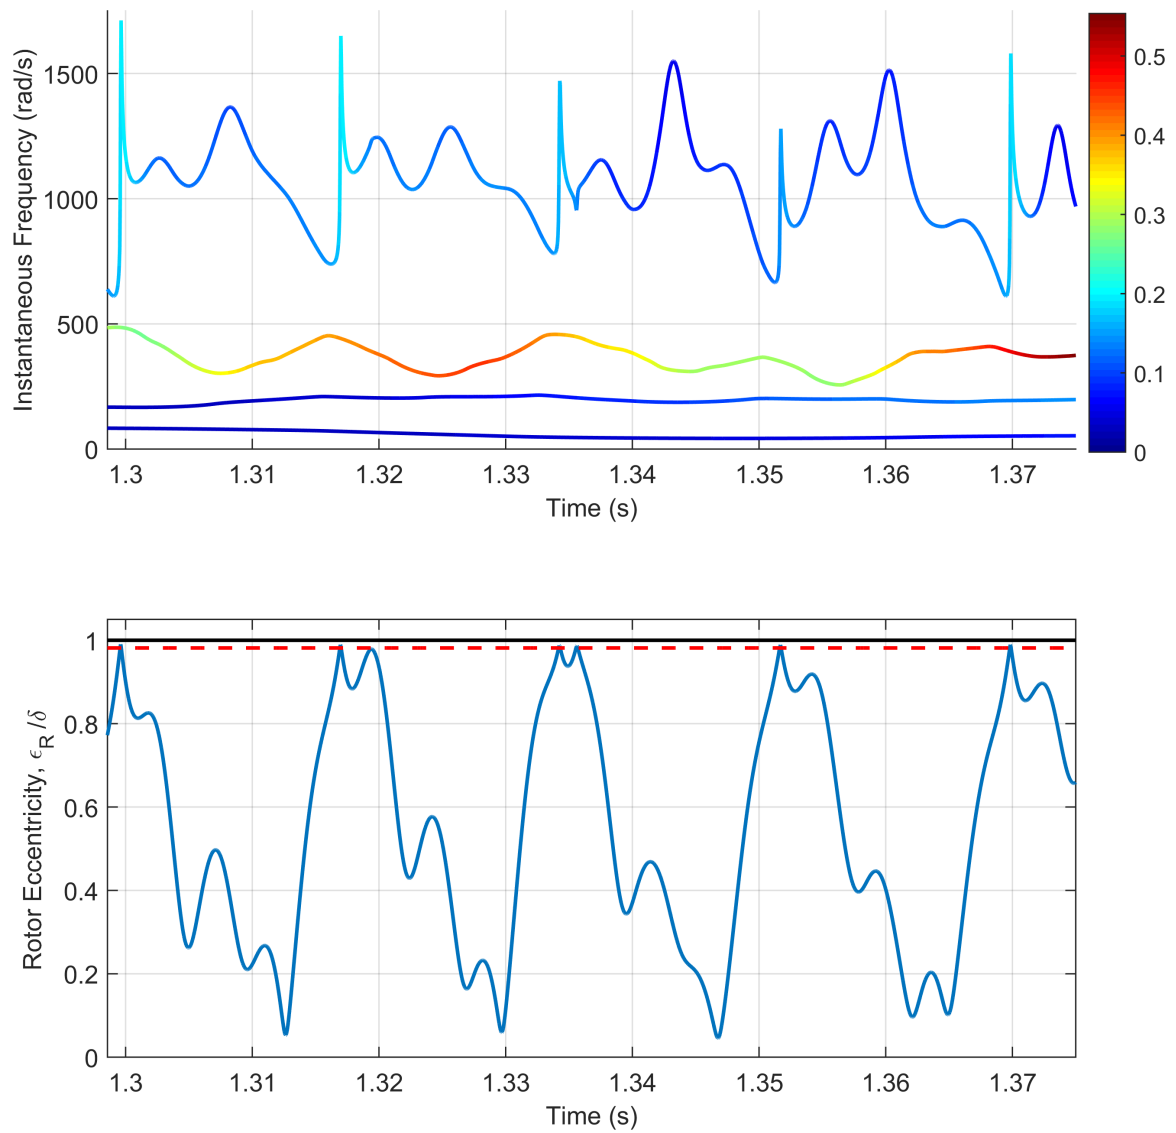 Instantaneous Frequency (rad/s)
1500
1000
500
0
1.3 1.31 1.32 1.33 1.34 1.35 1.36 1.37
Time (s)
0.5
0.4
0.3
0.2
0.1
0
Rotor Eccentricity, ϵ_R/δ
1
0.8
0.6
0.4
0.2
0
1.3 1.31 1.32 1.33 1.34 1.35 1.36 1.37
Time (s)